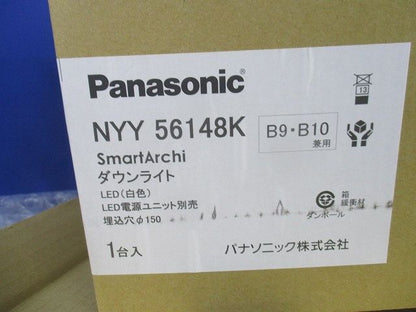 Panasonic®
NYY 56148K
B9・B10
兼用
SmartArchi
ダウンライト
LED(白色)
LED電源ユニット別売
埋込穴φ150
1台入
13
箱
緩衝材
ダンボール
パナソニック株式会社